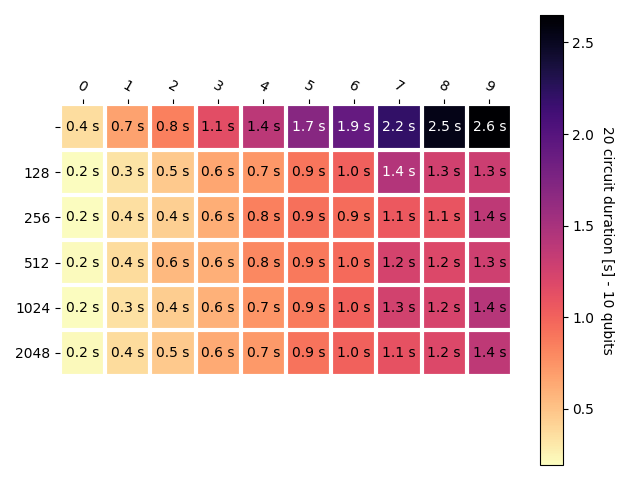 0 1 2 3 4 5 6 7 8 9
0.4 s 0.7 s 0.8 s 1.1 s 1.4 s 1.7 s 1.9 s 2.2 s 2.5 s 2.6 s
128 0.2 s 0.3 s 0.5 s 0.6 s 0.7 s 0.9 s 1.0 s 1.4 s 1.3 s 1.3 s
256 0.2 s 0.4 s 0.4 s 0.6 s 0.8 s 0.9 s 0.9 s 1.1 s 1.1 s 1.4 s
512 0.2 s 0.4 s 0.6 s 0.6 s 0.8 s 0.9 s 1.0 s 1.2 s 1.2 s 1.3 s
1024 0.2 s 0.3 s 0.4 s 0.6 s 0.7 s 0.9 s 1.0 s 1.3 s 1.2 s 1.4 s
2048 0.2 s 0.4 s 0.5 s 0.6 s 0.7 s 0.9 s 1.0 s 1.1 s 1.2 s 1.4 s
2.5
2.0
1.5
1.0
0.5
20 circuit duration [s] - 10 qubits